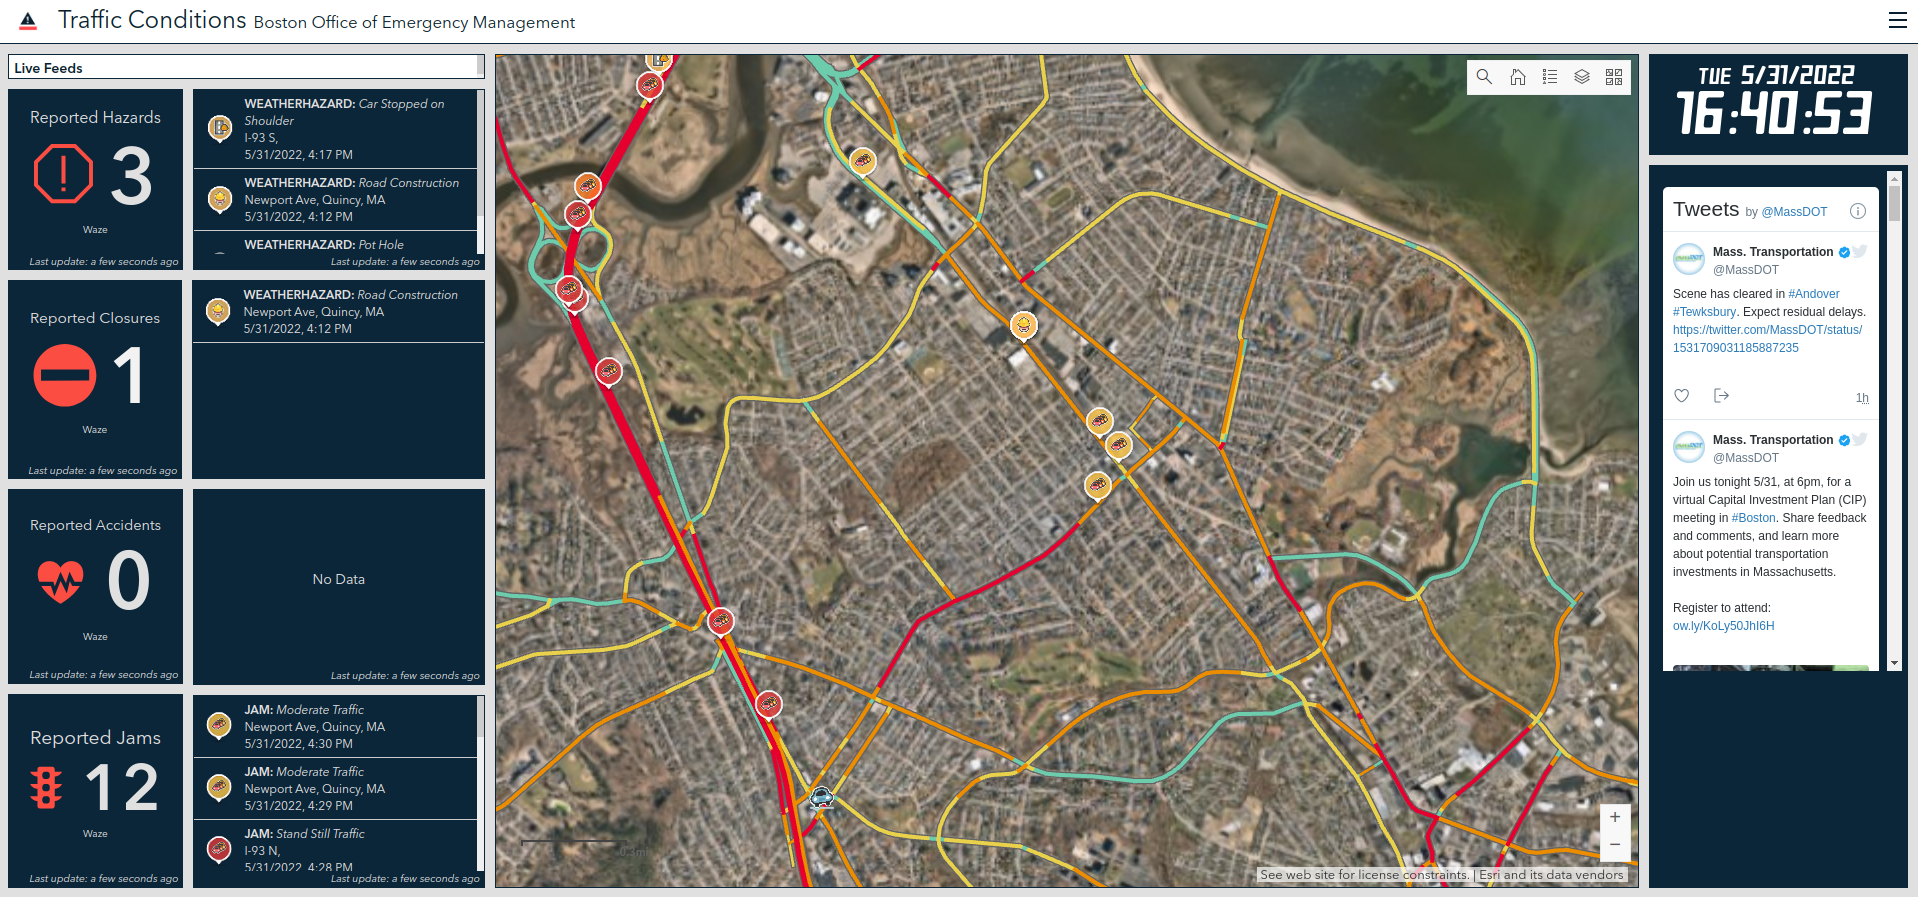 Traffic Conditions Boston Office of Emergency Management
Live Feeds
Reported Hazards
3
Waze
Last update: a few seconds ago
WEATHERHAZARD: Car Stopped on
Shoulder
I-93 S,
5/31/2022, 4:17 PM
WEATHERHAZARD: Road Construction
Newport Ave, Quincy, MA
5/31/2022, 4:12 PM
WEATHERHAZARD: Pot Hole
Last update: a few seconds ago
Reported Closures
1
Waze
Last update: a few seconds ago
WEATHERHAZARD: Road Construction
Newport Ave, Quincy, MA
5/31/2022, 4:12 PM
Reported Accidents
0
Waze
Last update: a few seconds ago
No Data
Last update: a few seconds ago
Reported Jams
12
Waze
Last update: a few seconds ago
JAM: Moderate Traffic
Newport Ave, Quincy, MA
5/31/2022, 4:30 PM
JAM: Moderate Traffic
Newport Ave, Quincy, MA
5/31/2022, 4:29 PM
JAM: Stand Still Traffic
I-93 N,
5/31/2022, 4:28 PM
Last update: a few seconds ago
0.3mi
+
−
See web site for license constraints. | Esri and its data vendors
TUE 5/31/2022
16:40:53
Tweets by @MassDOT
Mass. Transportation
@MassDOT
Scene has cleared in #Andover
#Tewksbury. Expect residual delays.
https://twitter.com/MassDOT/status/
1531709031185887235
1h
Mass. Transportation
@MassDOT
Join us tonight 5/31, at 6pm, for a
virtual Capital Investment Plan (CIP)
meeting in #Boston. Share feedback
and comments, and learn more
about potential transportation
investments in Massachusetts.
Register to attend:
ow.ly/KoLy50JhI6H